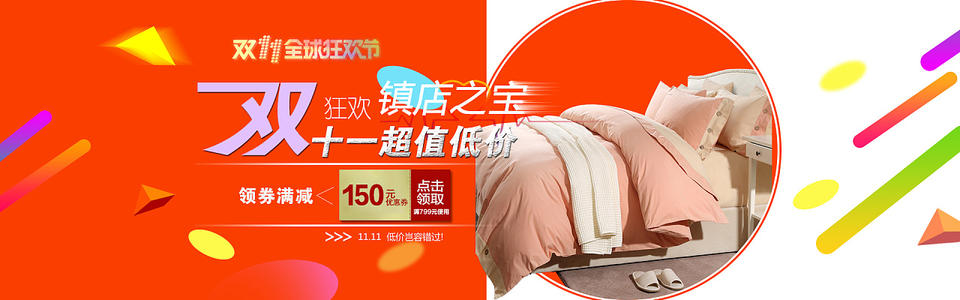 双11全球狂欢节
双 狂欢 镇店之宝
十一超值低价
领券满减
150元优惠券
点击领取
满799元使用
>>> 11.11 低价岂容错过!